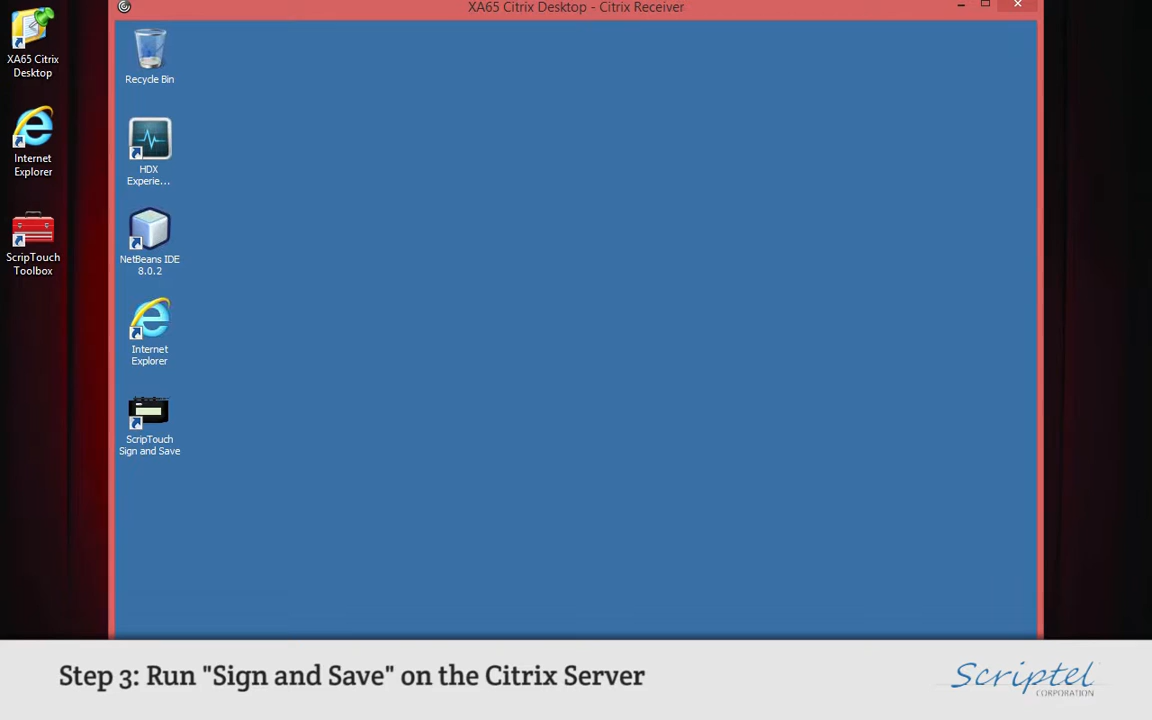 XA65 Citrix Desktop - Citrix Receiver
XA65 Citrix
Desktop
Internet
Explorer
ScripTouch
Toolbox
Recycle Bin
HDX
Experie...
NetBeans IDE
8.0.2
Internet
Explorer
ScripTouch
Sign and Save
Step 3: Run "Sign and Save" on the Citrix Server
Scriptel
CORPORATION